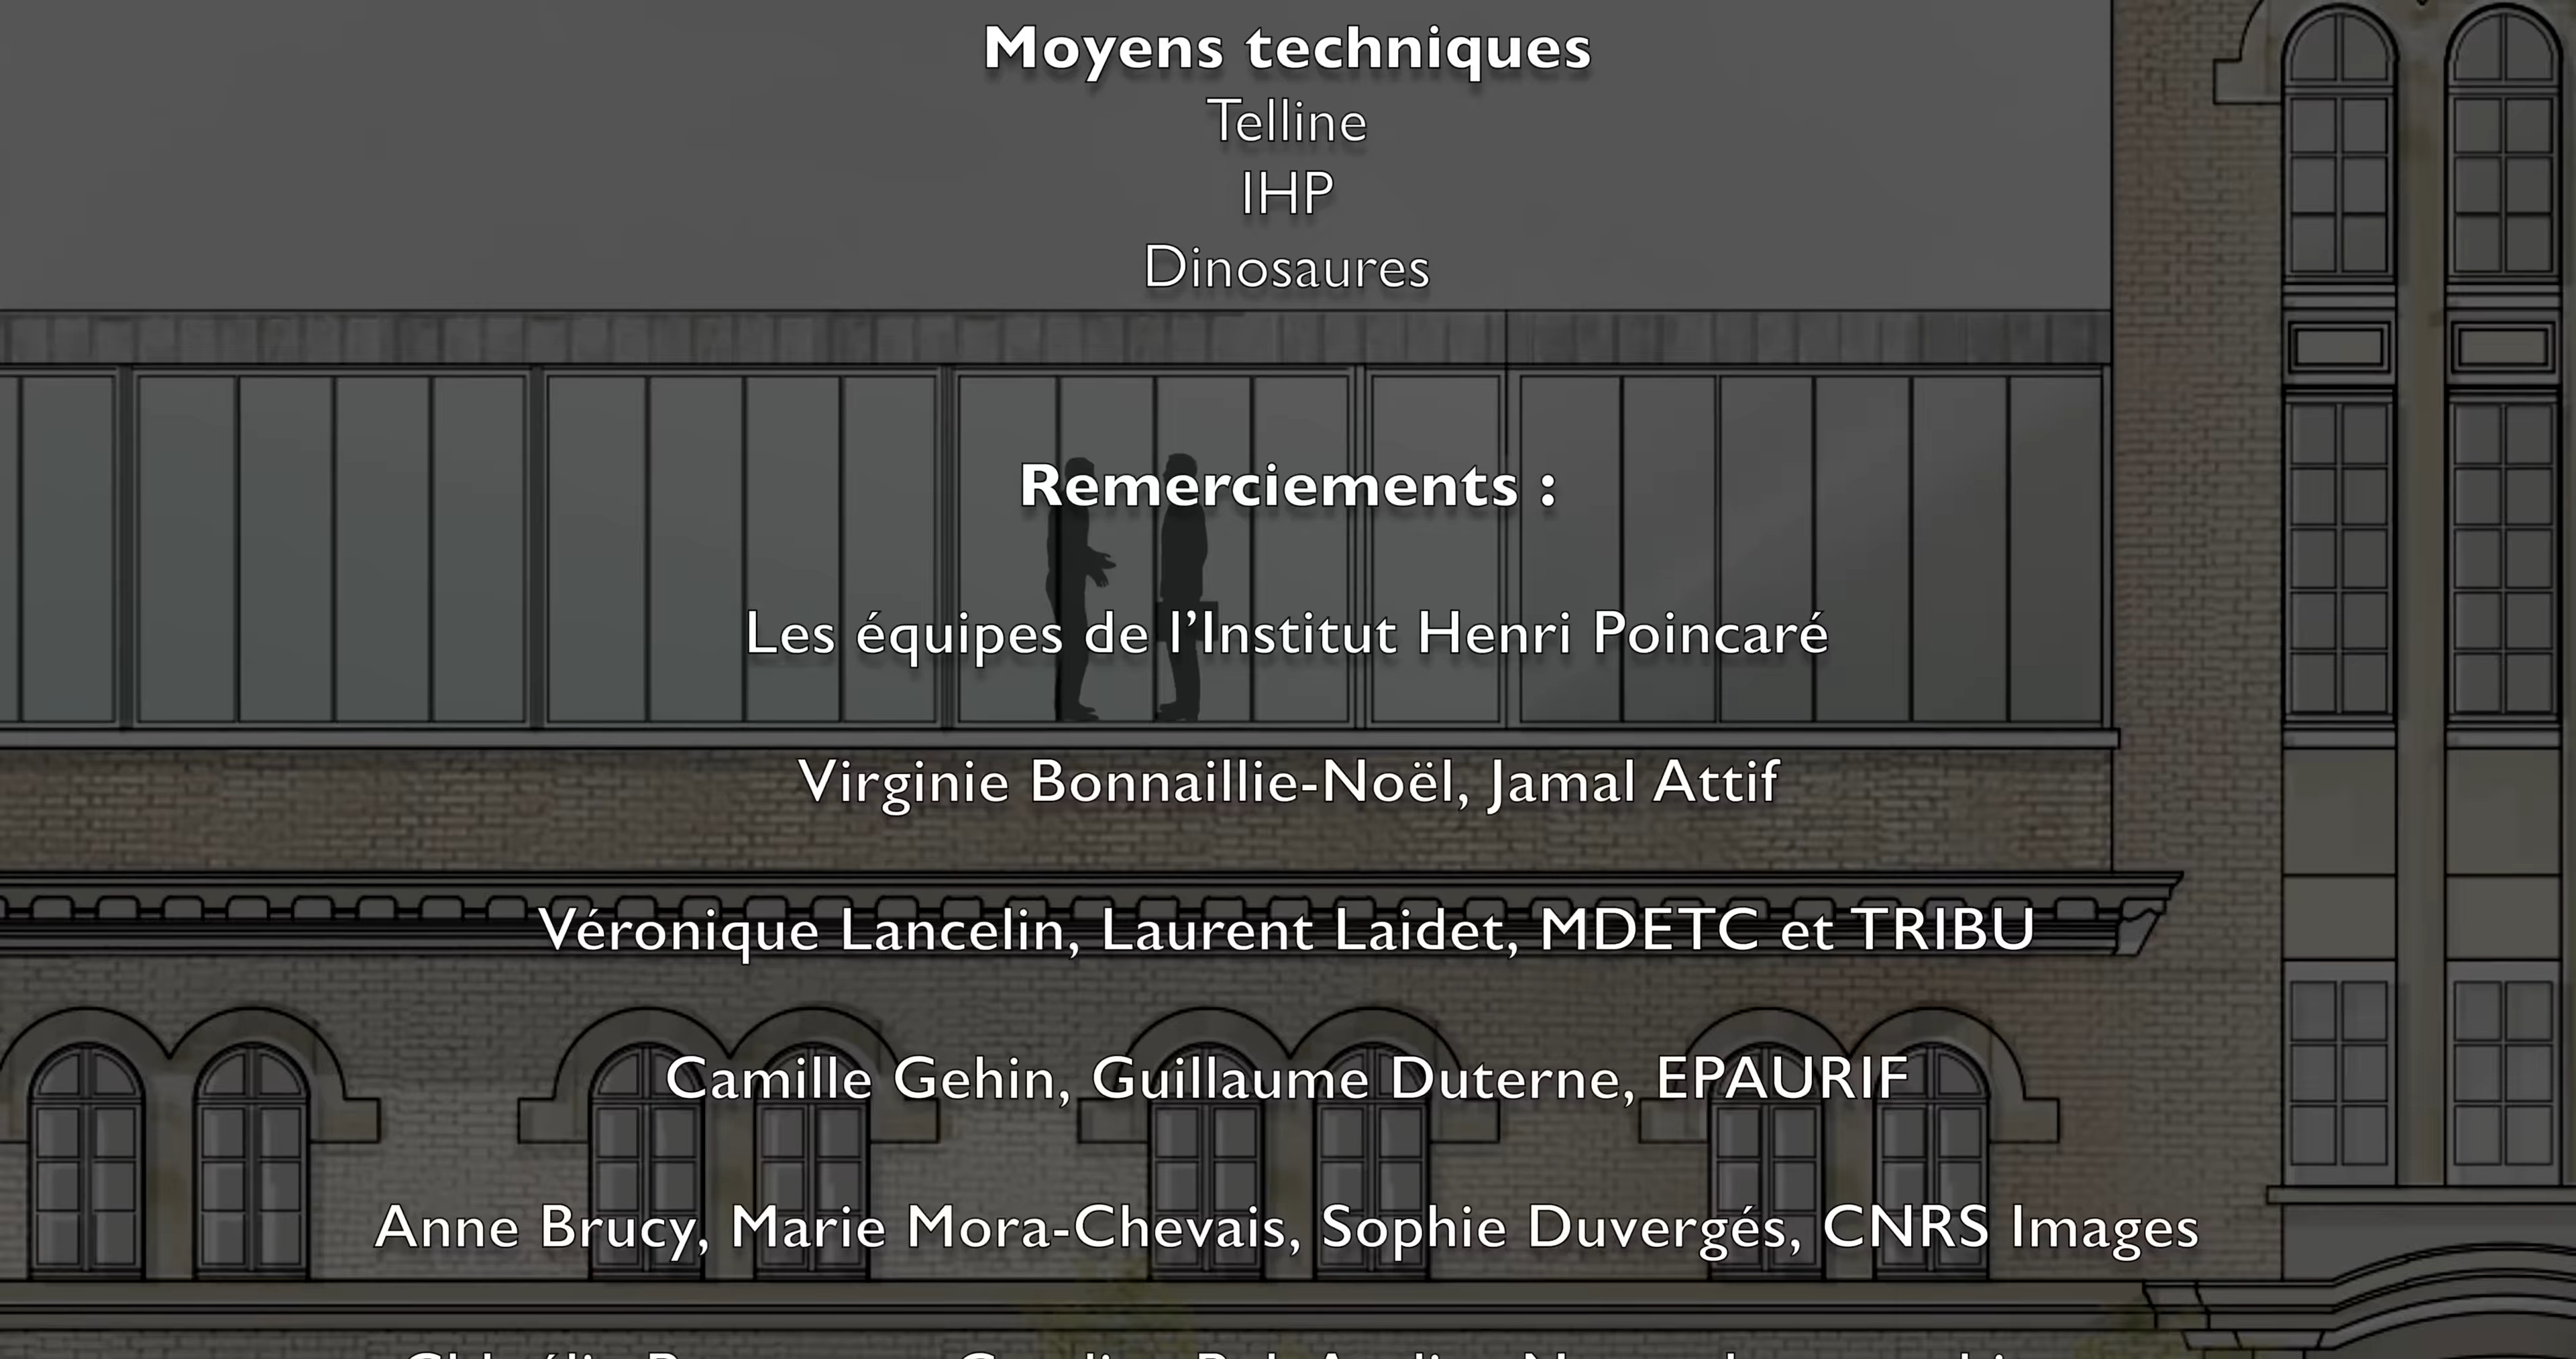 Moyens techniques
Telline
IHP
Dinosaures
Remerciements :
Les équipes de l’Institut Henri Poincaré
Virginie Bonnaillie-Noël, Jamal Attif
Véronique Lancelin, Laurent Laidet, MDETC et TRIBU
Camille Gehin, Guillaume Duterne, EPAURIF
Anne Brucy, Marie Mora-Chevais, Sophie Duvergés, CNRS Images